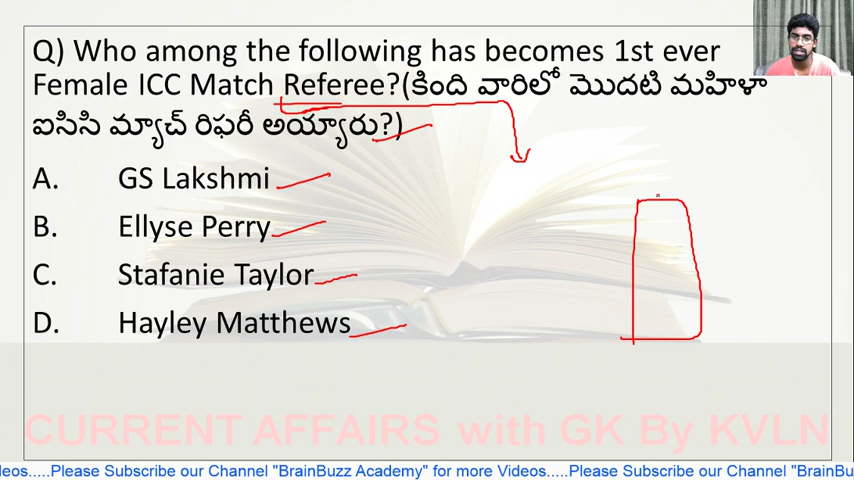 Q) Who among the following has becomes 1st ever
Female ICC Match Referee?(కింది వారిలో మొదటి మహిళా
ఐసిసి మ్యాచ్ రిఫరీ అయ్యారు?)
A. GS Lakshmi
B. Ellyse Perry
C. Stafanie Taylor
D. Hayley Matthews
CURRENT AFFAIRS with GK By KVLN
deos.....Please Subscribe our Channel "BrainBuzz Academy" for more Videos.....Please Subscribe our Channel "BrainBu